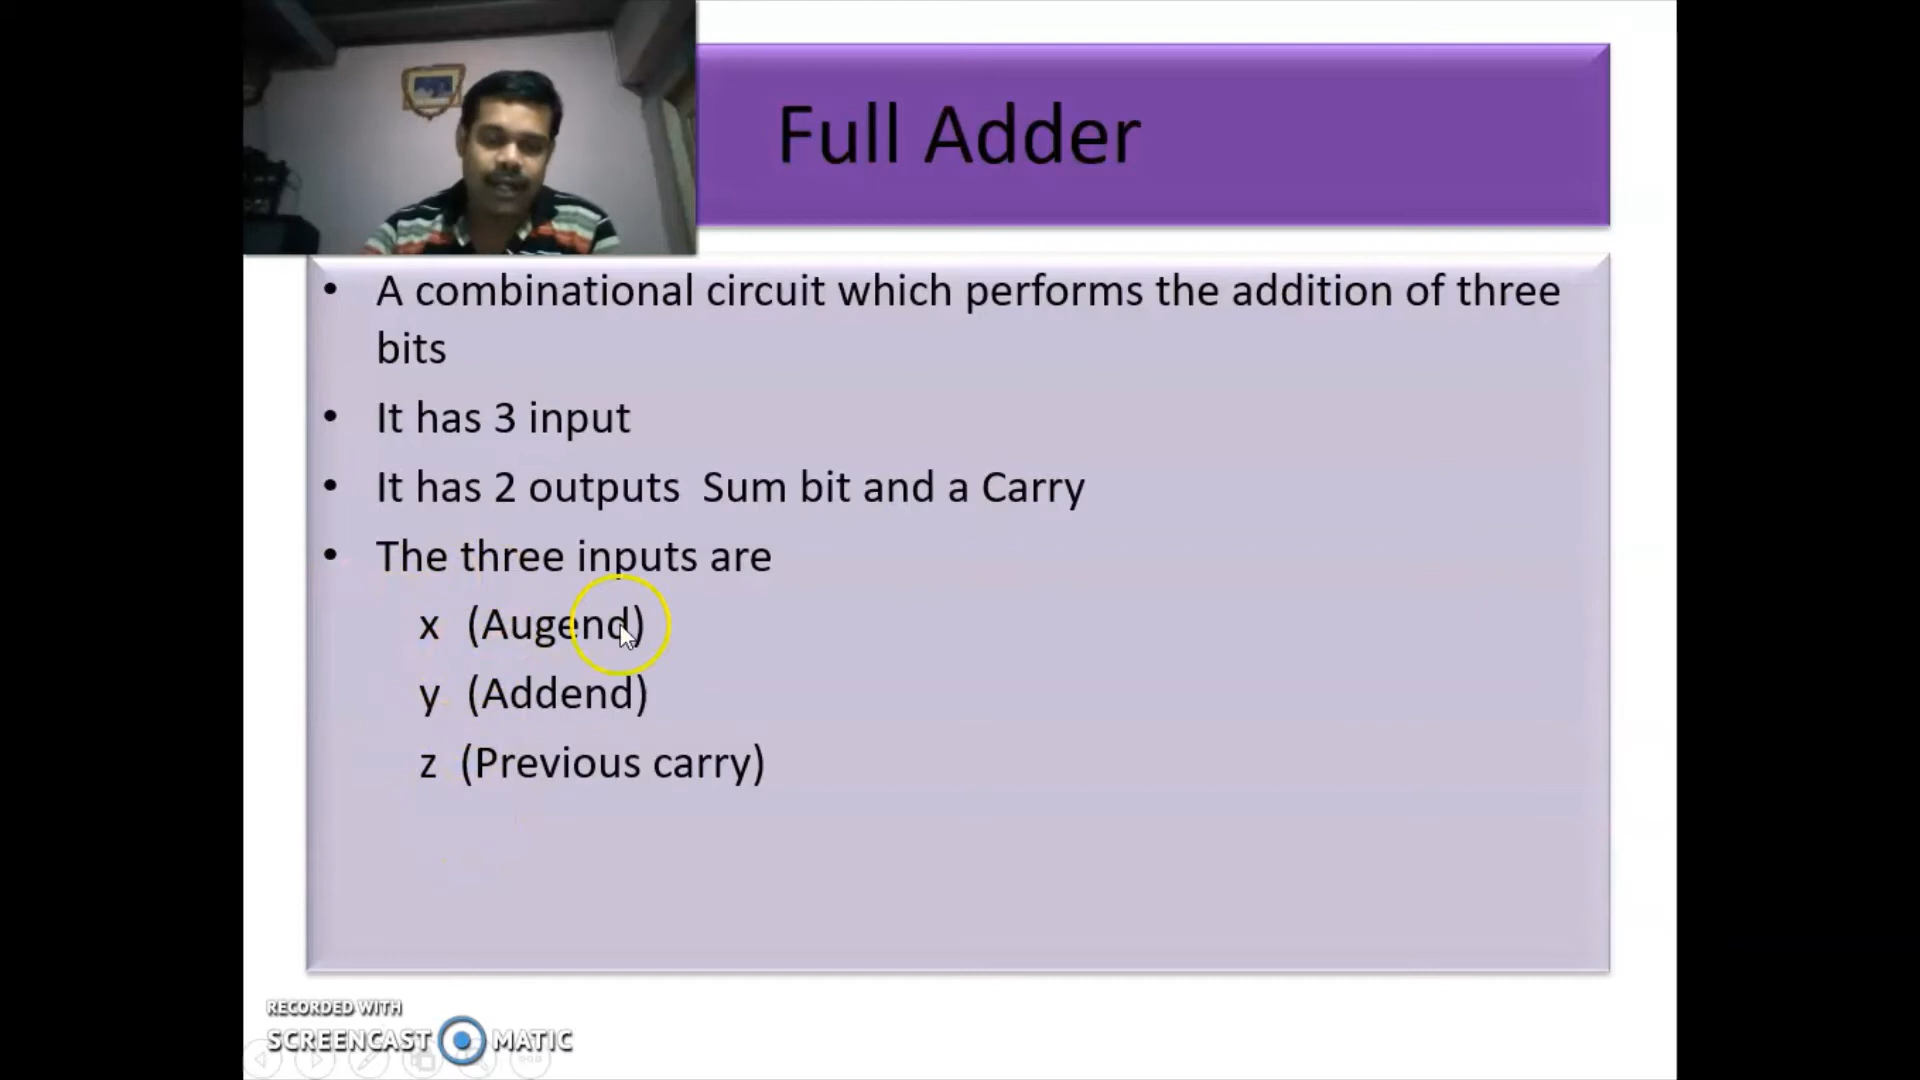 Full Adder
• A combinational circuit which performs the addition of three
bits
• It has 3 input
• It has 2 outputs  Sum bit and a Carry
• The three inputs are
x (Augend)
y (Addend)
z (Previous carry)
RECORDED WITH
SCREENCAST MATIC